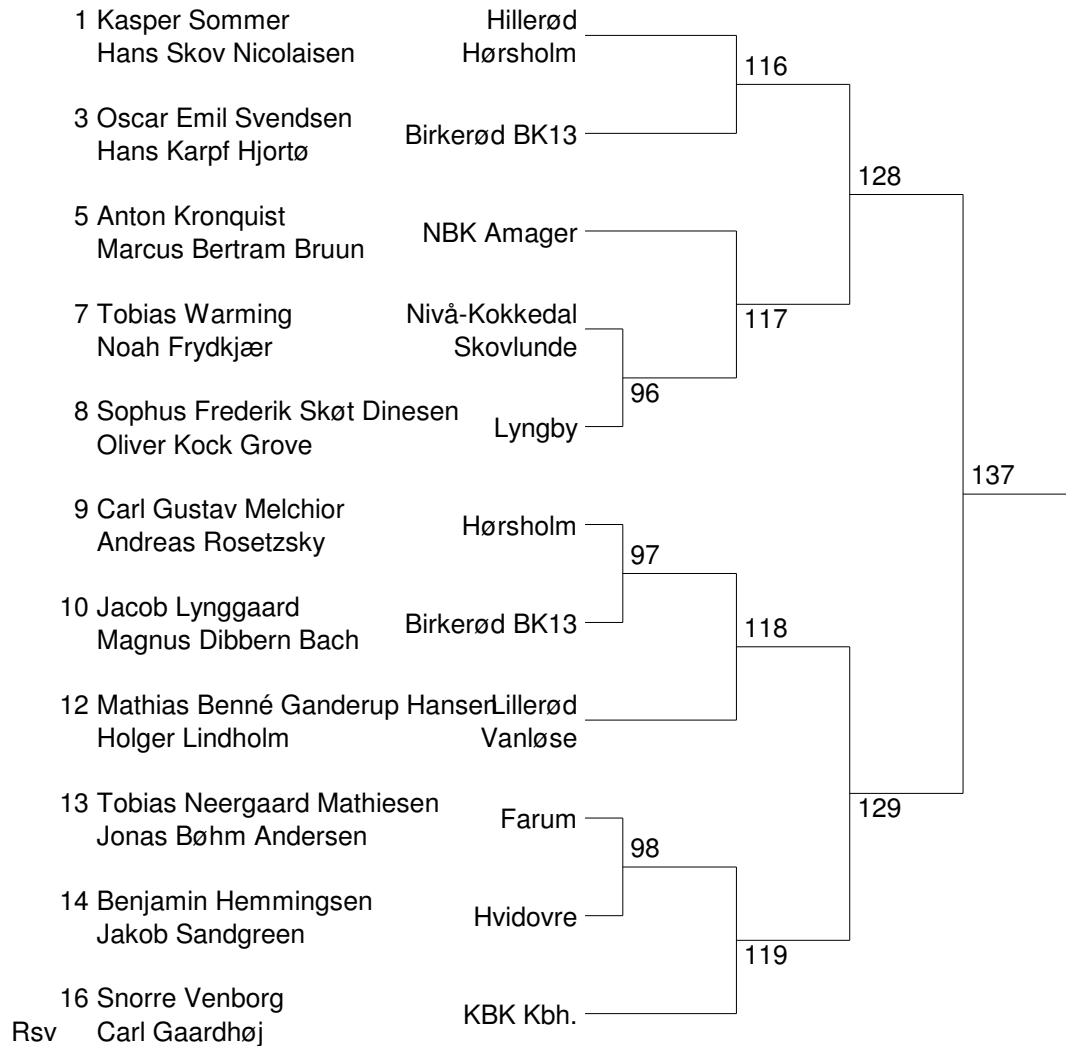 1 Kasper Sommer Hillerød
Hans Skov Nicolaisen Hørsholm
116
3 Oscar Emil Svendsen
Hans Karpf Hjortø Birkerød BK13
128
5 Anton Kronquist
Marcus Bertram Bruun NBK Amager
7 Tobias Warming Nivå-Kokkedal
117
Noah Frydkjær Skovlunde
96
8 Sophus Frederik Skøt Dinesen
Oliver Kock Grove Lyngby
137
9 Carl Gustav Melchior
Andreas Rosetzsky Hørsholm
97
10 Jacob Lynggaard
Magnus Dibbern Bach Birkerød BK13
118
12 Mathias Benné Ganderup Hansen Lillerød
Holger Lindholm Vanløse
13 Tobias Neergaard Mathiesen
Jonas Bøhm Andersen Farum
129
98
14 Benjamin Hemmingsen
Jakob Sandgreen Hvidovre
119
16 Snorre Venborg
Rsv Carl Gaardhøj KBK Kbh.